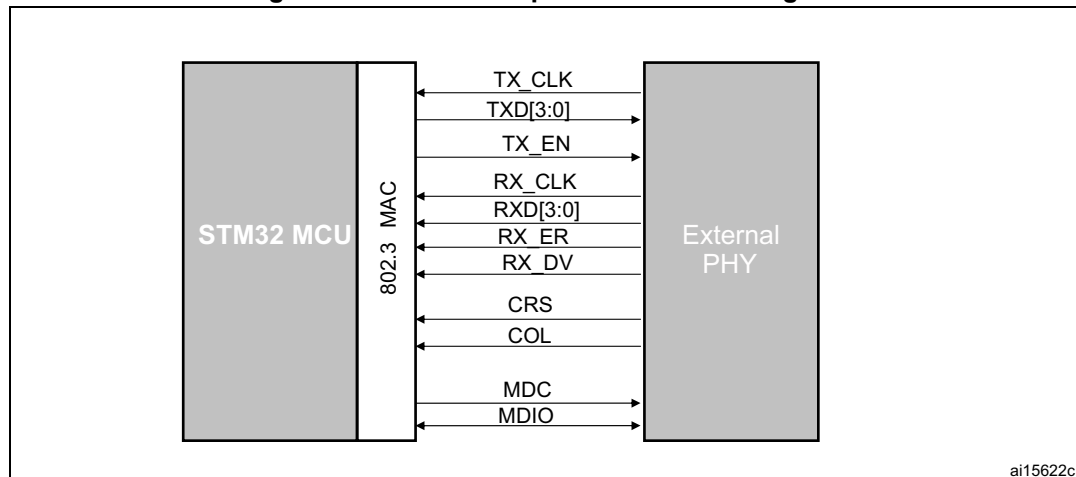 TX_CLK
TXD[3:0]
TX_EN
RX_CLK
RXD[3:0]
RX_ER
RX_DV
CRS
COL
MDC
MDIO
STM32 MCU
802.3 MAC
External
PHY
ai15622c